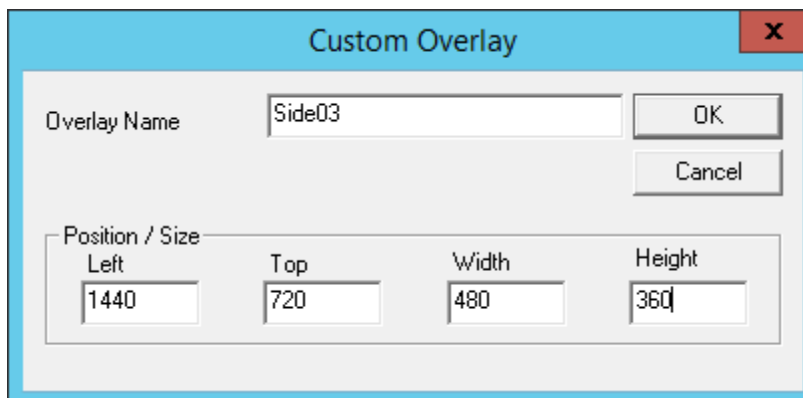 Custom Overlay
x
Overlay Name
Side03
OK
Cancel
Position / Size
Left
Top
Width
Height
1440
720
480
360